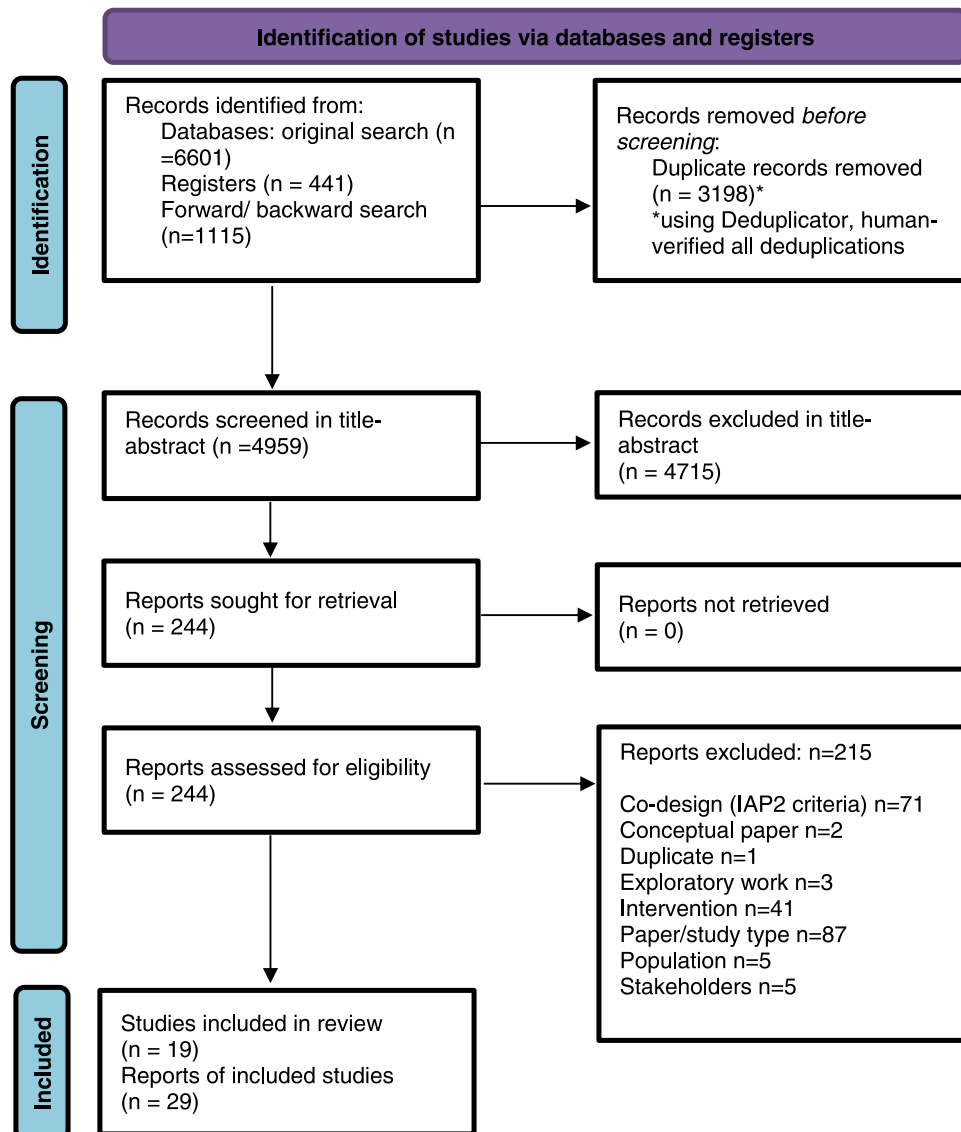 Identification of studies via databases and registers
Identification
Records identified from:
Databases: original search (n
=6601)
Registers (n = 441)
Forward/ backward search
(n=1115)
Records removed before
screening:
Duplicate records removed
(n = 3198)*
*using Deduplicator, human-
verified all deduplications
Screening
Records screened in title-
abstract (n =4959)
Records excluded in title-
abstract
(n = 4715)
Reports sought for retrieval
(n = 244)
Reports not retrieved
(n = 0)
Reports assessed for eligibility
(n = 244)
Reports excluded: n=215
Co-design (IAP2 criteria) n=71
Conceptual paper n=2
Duplicate n=1
Exploratory work n=3
Intervention n=41
Paper/study type n=87
Population n=5
Stakeholders n=5
Included
Studies included in review
(n = 19)
Reports of included studies
(n = 29)